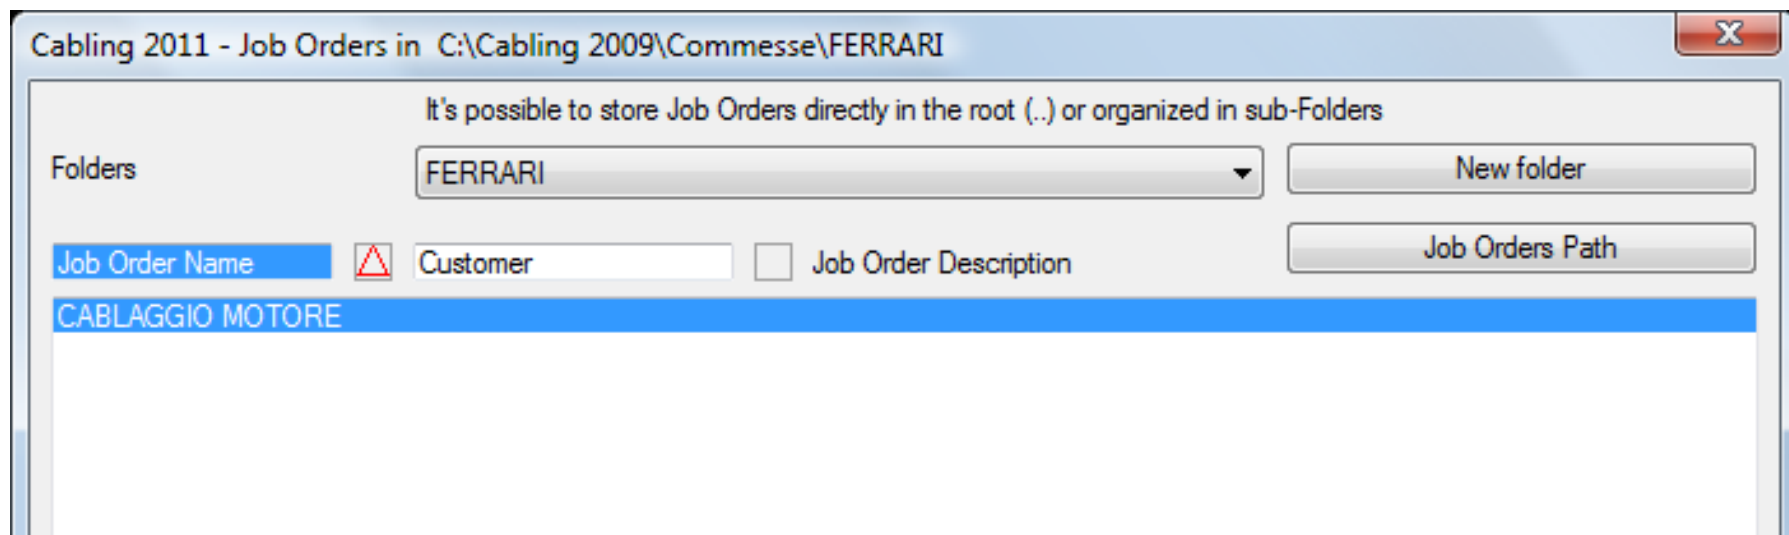 Cabling 2011 - Job Orders in  C:\Cabling 2009\Commesse\FERRARI
It's possible to store Job Orders directly in the root (..) or organized in sub-Folders
Folders FERRARI New folder
Job Order Name Customer Job Order Description Job Orders Path
CABLAGGIO MOTORE